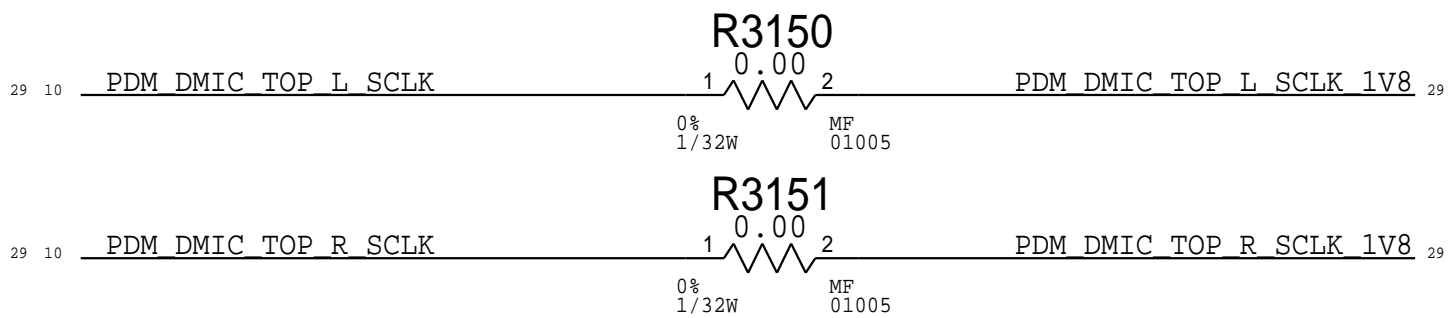 R3150
0.00
29 10 PDM_DMIC_TOP_L_SCLK 1 2 PDM_DMIC_TOP_L_SCLK_1V8 29
0% MF
1/32W 01005
R3151
0.00
29 10 PDM_DMIC_TOP_R_SCLK 1 2 PDM_DMIC_TOP_R_SCLK_1V8 29
0% MF
1/32W 01005